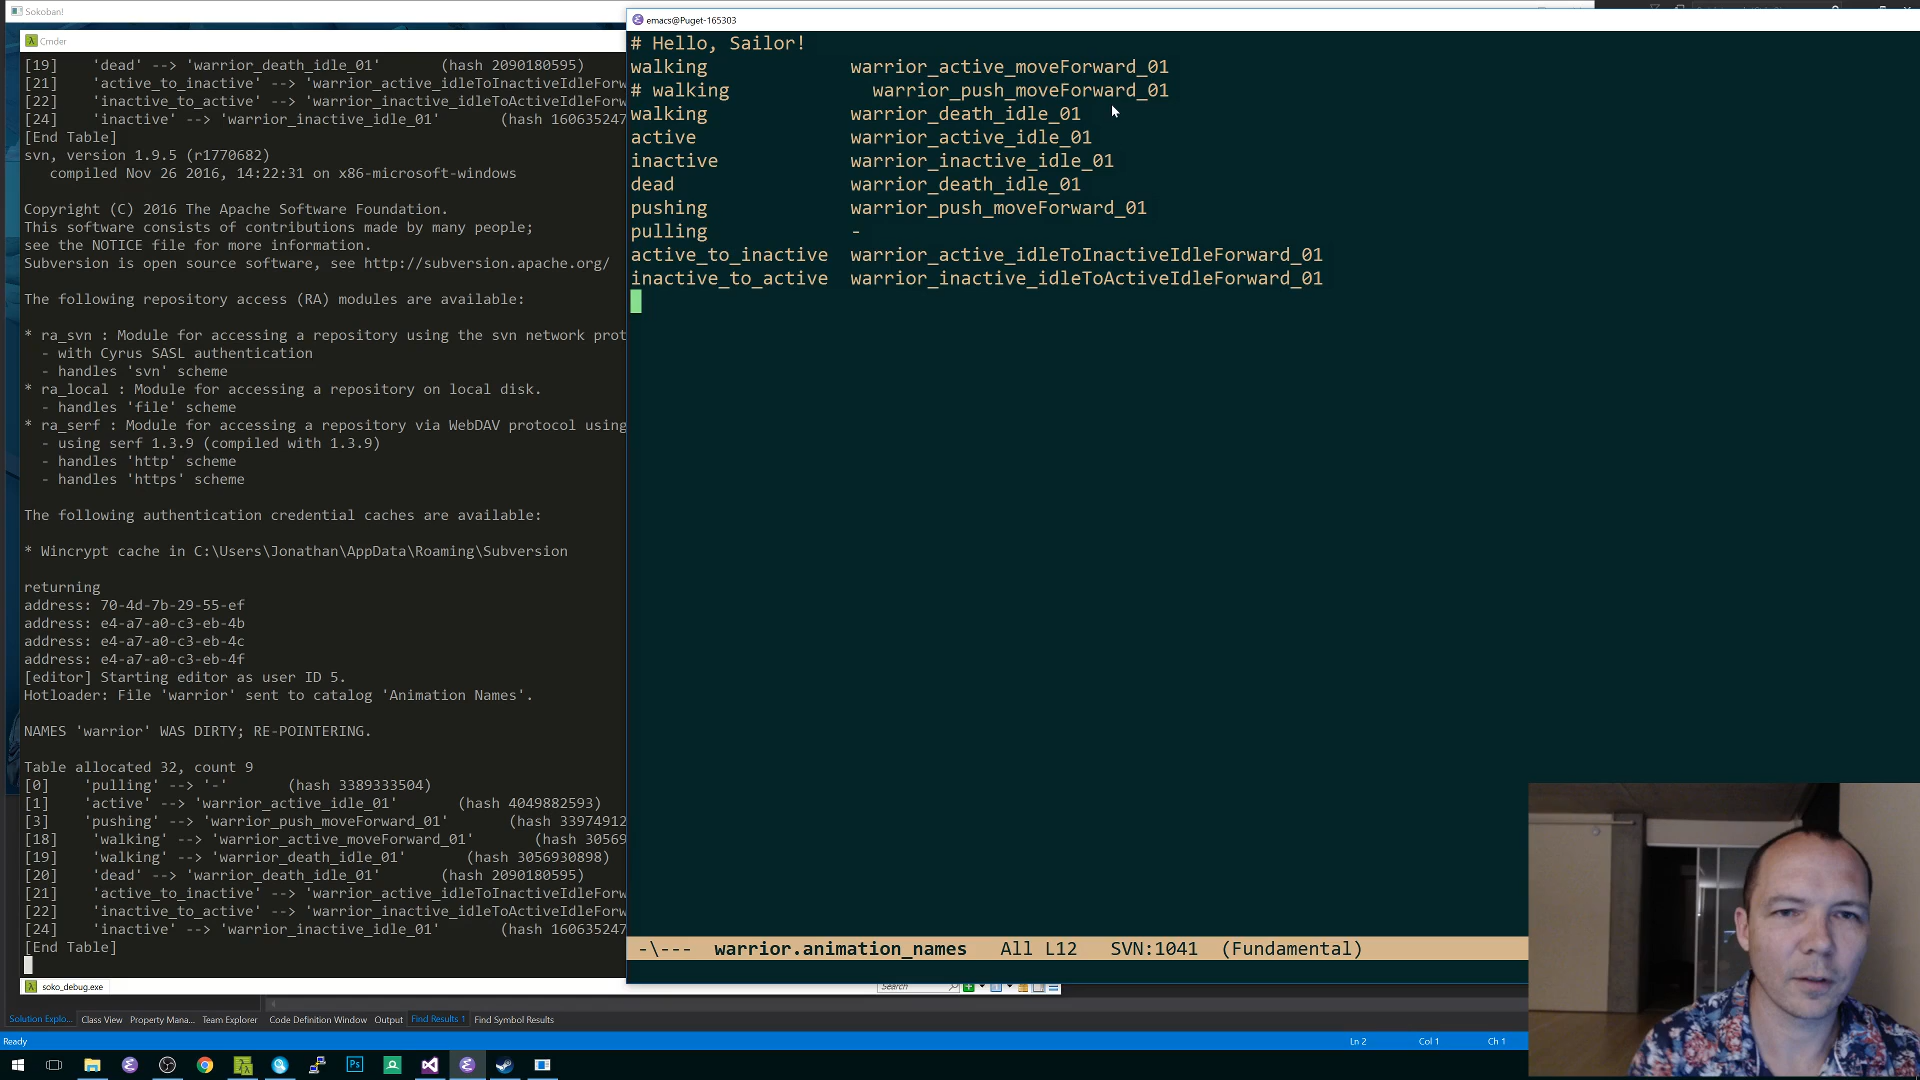 Sokoban!
Cmder
[19]    'dead' --> 'warrior_death_idle_01'       (hash 2090180595)
[21]    'active_to_inactive' --> 'warrior_active_idleToInactiveIdleForw
[22]    'inactive_to_active' --> 'warrior_inactive_idleToActiveIdleForw
[24]    'inactive' --> 'warrior_inactive_idle_01'       (hash 160635247
[End Table]
svn, version 1.9.5 (r1770682)
   compiled Nov 26 2016, 14:22:31 on x86-microsoft-windows
Copyright (C) 2016 The Apache Software Foundation.
This software consists of contributions made by many people;
see the NOTICE file for more information.
Subversion is open source software, see http://subversion.apache.org/
The following repository access (RA) modules are available:
* ra_svn : Module for accessing a repository using the svn network prot
  - with Cyrus SASL authentication
  - handles 'svn' scheme
* ra_local : Module for accessing a repository on local disk.
  - handles 'file' scheme
* ra_serf : Module for accessing a repository via WebDAV protocol using
  - using serf 1.3.9 (compiled with 1.3.9)
  - handles 'http' scheme
  - handles 'https' scheme
The following authentication credential caches are available:
* Wincrypt cache in C:\Users\Jonathan\AppData\Roaming\Subversion
returning
address: 70-4d-7b-29-55-ef
address: e4-a7-a0-c3-eb-4b
address: e4-a7-a0-c3-eb-4c
address: e4-a7-a0-c3-eb-4f
[editor] Starting editor as user ID 5.
Hotloader: File 'warrior' sent to catalog 'Animation Names'.
NAMES 'warrior' WAS DIRTY; RE-POINTERING.
Table allocated 32, count 9
[0]    'pulling' --> '-'       (hash 3389333504)
[1]    'active' --> 'warrior_active_idle_01'       (hash 4049882593)
[3]    'pushing' --> 'warrior_push_moveForward_01'       (hash 33974912
[18]    'walking' --> 'warrior_active_moveForward_01'       (hash 30569
[19]    'walking' --> 'warrior_death_idle_01'       (hash 3056930898)
[20]    'dead' --> 'warrior_death_idle_01'       (hash 2090180595)
[21]    'active_to_inactive' --> 'warrior_active_idleToInactiveIdleForw
[22]    'inactive_to_active' --> 'warrior_inactive_idleToActiveIdleForw
[24]    'inactive' --> 'warrior_inactive_idle_01'       (hash 160635247
[End Table]
soko_debug.exe
emacs@Puget-165303
# Hello, Sailor!
walking             warrior_active_moveForward_01
# walking             warrior_push_moveForward_01
walking             warrior_death_idle_01
active              warrior_active_idle_01
inactive            warrior_inactive_idle_01
dead                warrior_death_idle_01
pushing             warrior_push_moveForward_01
pulling             -
active_to_inactive  warrior_active_idleToInactiveIdleForward_01
inactive_to_active  warrior_inactive_idleToActiveIdleForward_01
-\---  warrior.animation_names   All L12   SVN:1041  (Fundamental)
Search
Solution Explo... Class View Property Mana... Team Explorer Code Definition Window Output Find Results 1 Find Symbol Results
Ready Ln 2 Col 1 Ch 1